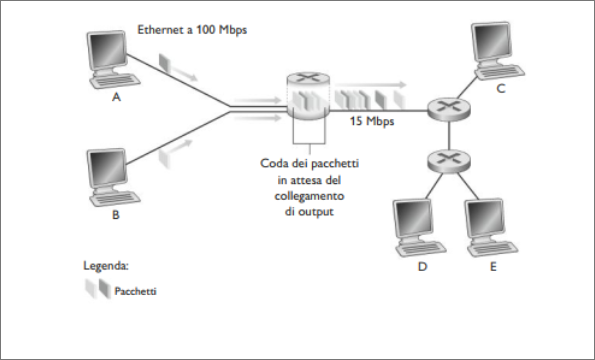 Ethernet a 100 Mbps
A
C
15 Mbps
Coda dei pacchetti
in attesa del
collegamento
di output
B
D
E
Legenda:
Pacchetti